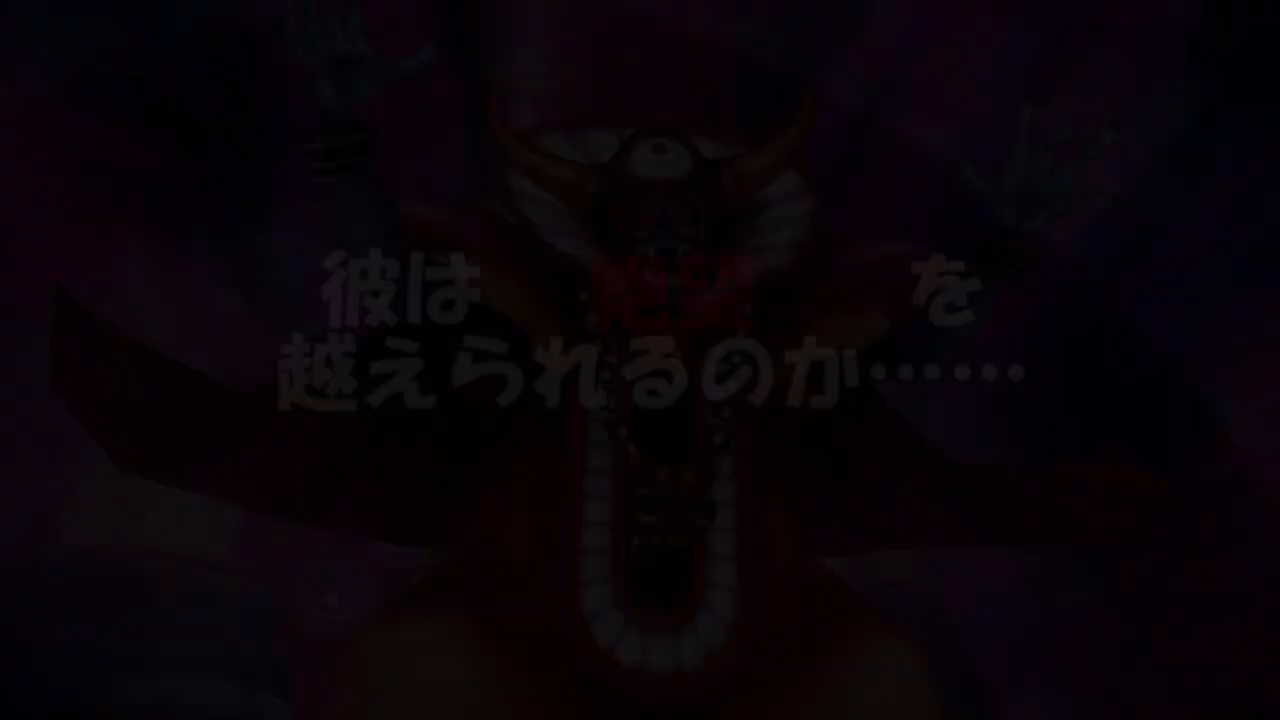 彼は を
越えられるのか……